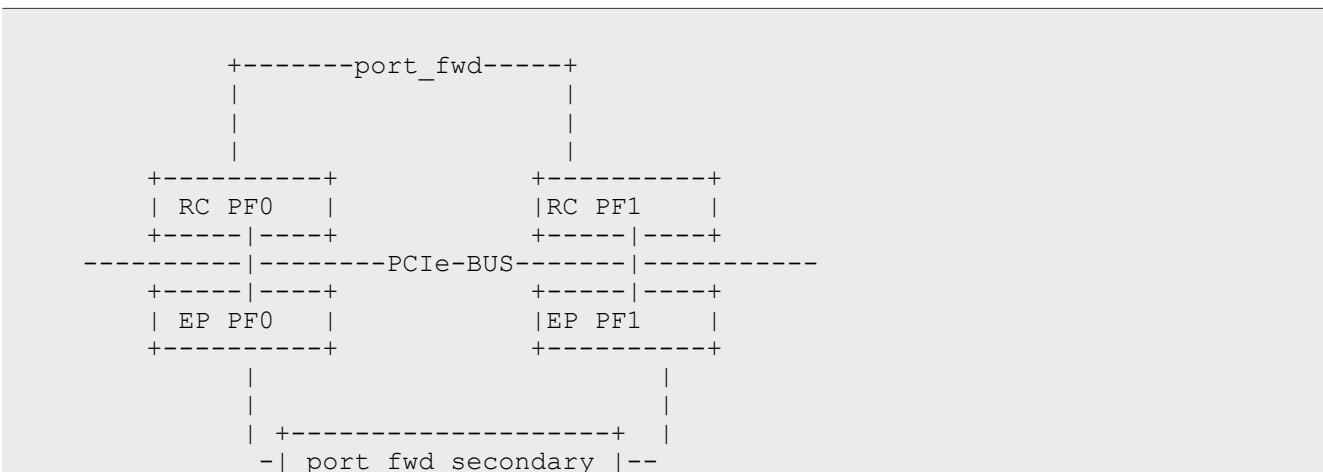 +-------port_fwd-----+
|                    |
|                    |
|                    |
+----------+            +----------+
| RC PF0   |            |RC PF1    |
+-----|----+            +-----|----+
----------|--------PCIe-BUS-------|-----------
+-----|----+            +-----|----+
| EP PF0   |            |EP PF1    |
+----------+            +----------+
|                        |
|                        |
| +--------------------+  |
-| port fwd secondary |--